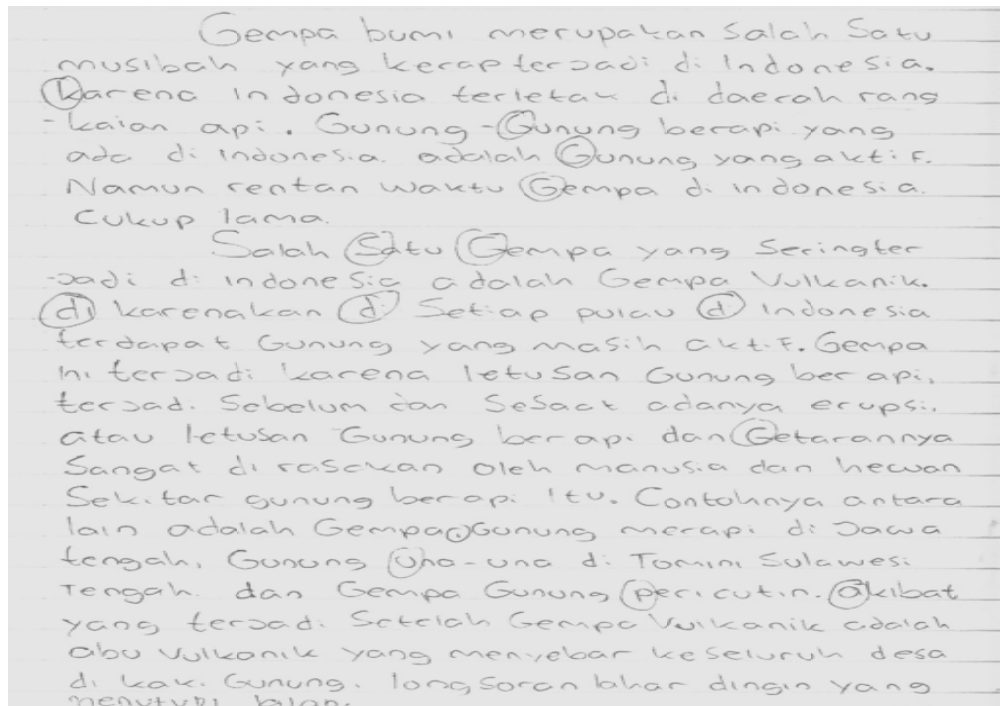 Gempa bumi merupakan Salah Satu
musibah yang kerap terjadi di Indonesia.
Karena indonesia terletak di daerah rang
-kaian api. Gunung-Gunung berapi yang
ada di indonesia. adalah Gunung yang aktif.
Namun rentan waktu Gempa di indonesia.
Cukup lama.
Salah Satu Gempa yang Seringter
-jadi di indonesia adalah Gempa Vulkanik.
di karenakan di Setiap pulau di Indonesia
terdapat Gunung yang masih aktif. Gempa
ini terjadi karena letusan Gunung ber api,
terjadi Sebelum dan Sesaat adanya erupsi,
atau letusan Gunung berapi dan Getarannya
Sangat di rasakan oleh manusia dan hewan
Sekitar gunung berapi itu. Contohnya antara
lain adalah Gempa Gunung merapi di Jawa
tengah, Gunung Una-una di Tomini Sulawesi
Tengah. dan Gempa Gunung pericutin. akibat
yang terjadi Setelah Gempa Vulkanik adalah
abu Vulkanik yang menyebar keseluruh desa
di kaki Gunung. longsoran lahar dingin yang
menutupi jalan.